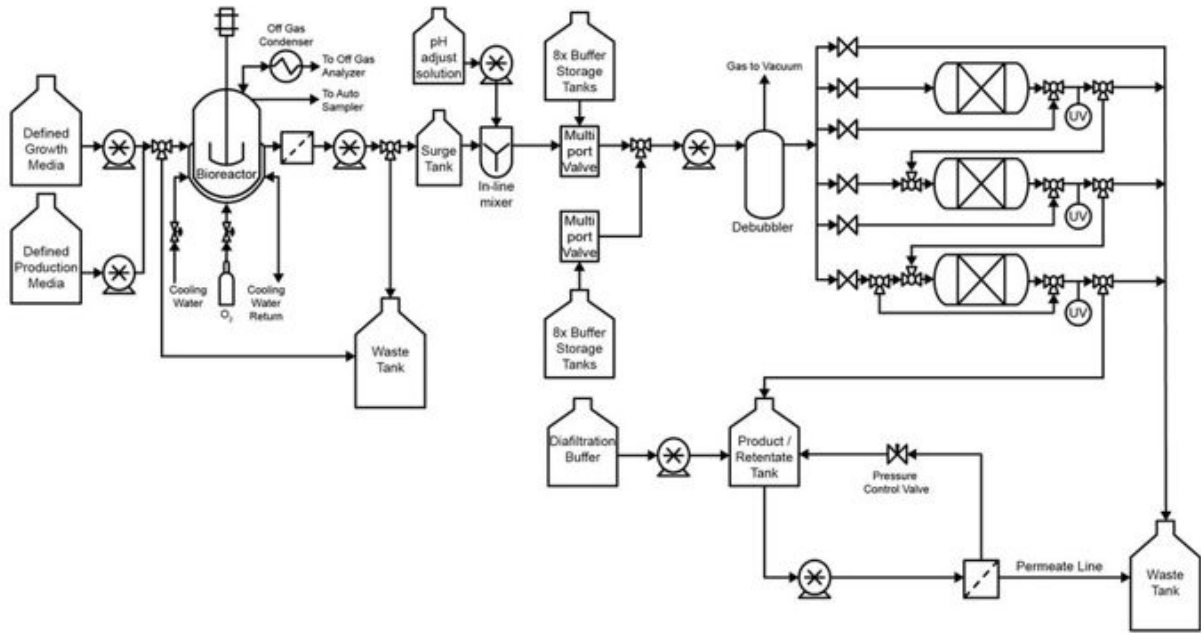 Off Gas
Condenser
To Off Gas
Analyzer
To Auto
Sampler
Defined
Growth
Media
Defined
Production
Media
Bioreactor
Cooling
Water
O₂
Cooling
Water
Return
pH
adjust
solution
Surge
Tank
In-line
mixer
Waste
Tank
8x Buffer
Storage
Tanks
Multi
port
Valve
Multi
port
Valve
8x Buffer
Storage
Tanks
Gas to Vacuum
Debubbler
UV
UV
UV
Diafiltration
Buffer
Product /
Retentate
Tank
Pressure
Control Valve
Permeate Line
Waste
Tank